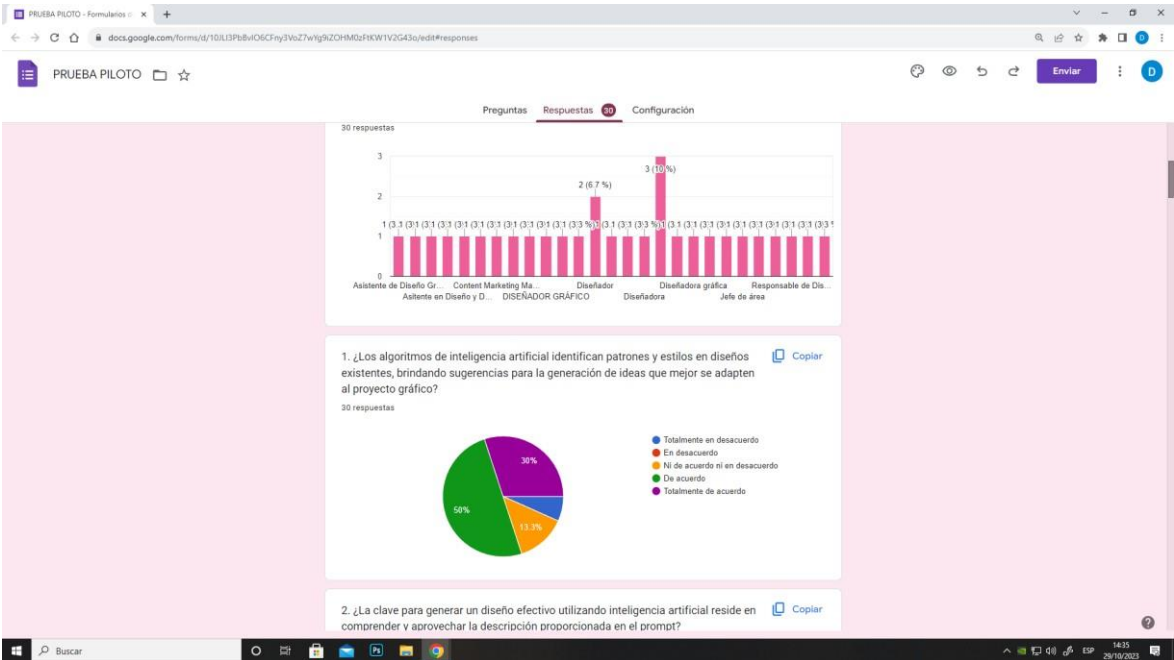 PRUEBA PILOTO - Formularios
docs.google.com/forms/d/10JLI3PbBvIO6CFny3VoZ7wYg9iZOHM0zFtKW1V2G43o/edit#responses
PRUEBA PILOTO
Enviar
D
Preguntas Respuestas 30 Configuración
30 respuestas
3
3 (10 %)
2 (6.7 %)
2
1
0
Asistente de Diseño Gr... Content Marketing Ma... Diseñador Diseñadora gráfica Responsable de Dis...
Asitente en Diseño y D... DISEÑADOR GRÁFICO Diseñadora Jefe de área
1. ¿Los algoritmos de inteligencia artificial identifican patrones y estilos en diseños
existentes, brindando sugerencias para la generación de ideas que mejor se adapten
al proyecto gráfico?
Copiar
30 respuestas
Totalmente en desacuerdo
En desacuerdo
Ni de acuerdo ni en desacuerdo
De acuerdo
Totalmente de acuerdo
30%
50%
13.3%
2. ¿La clave para generar un diseño efectivo utilizando inteligencia artificial reside en
comprender y aprovechar la descripción proporcionada en el prompt?
Copiar
Buscar
Ps
ESP
14:35
29/10/2023